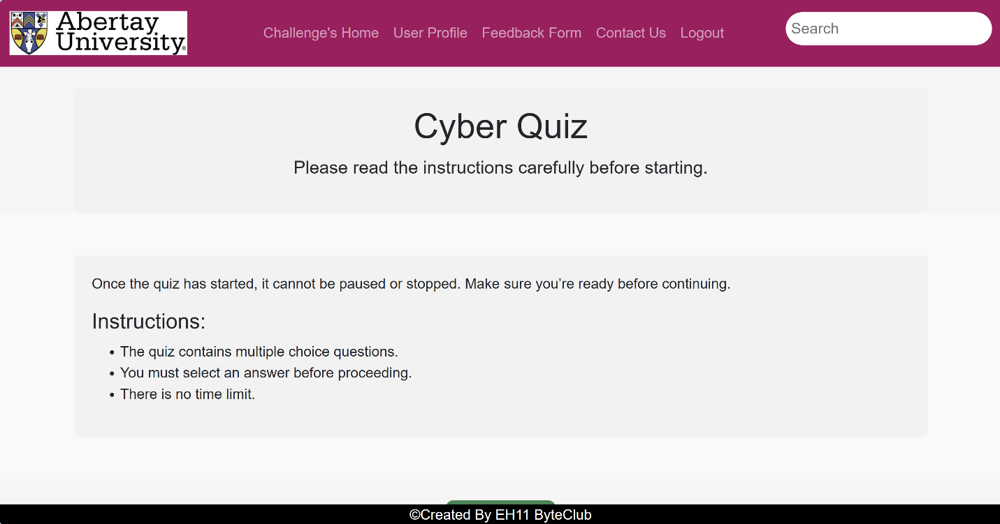 Abertay
University®
Challenge's Home User Profile Feedback Form Contact Us Logout
Search
Cyber Quiz
Please read the instructions carefully before starting.
Once the quiz has started, it cannot be paused or stopped. Make sure you’re ready before continuing.
Instructions:
• The quiz contains multiple choice questions.
• You must select an answer before proceeding.
• There is no time limit.
©Created By EH11 ByteClub